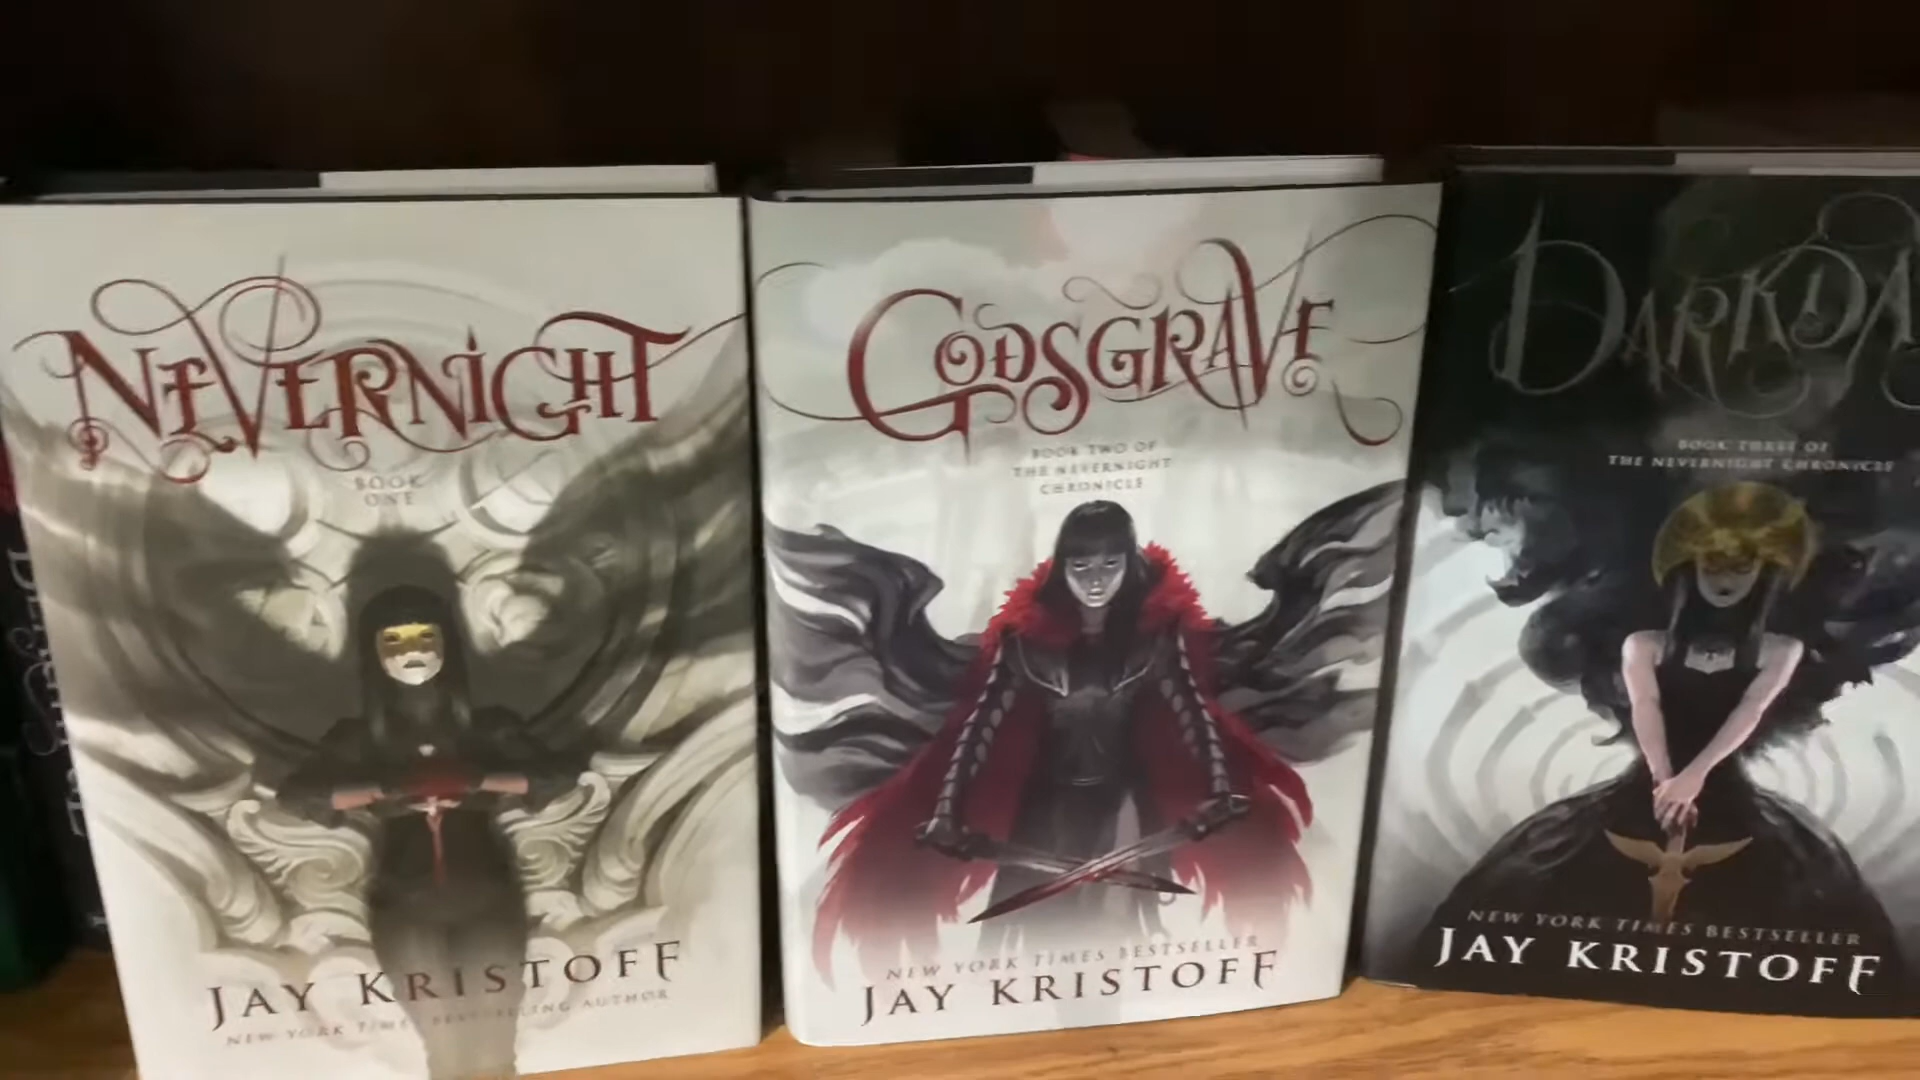 NEVERNIGHT
BOOK
ONE
JAY KRISTOFF
NEW YORK TIMES BESTSELLING AUTHOR
GODSGRAVE
BOOK TWO OF
THE NEVERNIGHT
CHRONICLE
NEW YORK TIMES BESTSELLER
JAY KRISTOFF
DARKDA
BOOK THREE OF
THE NEVERNIGHT CHRONICLE
NEW YORK TIMES BESTSELLER
JAY KRISTOFF